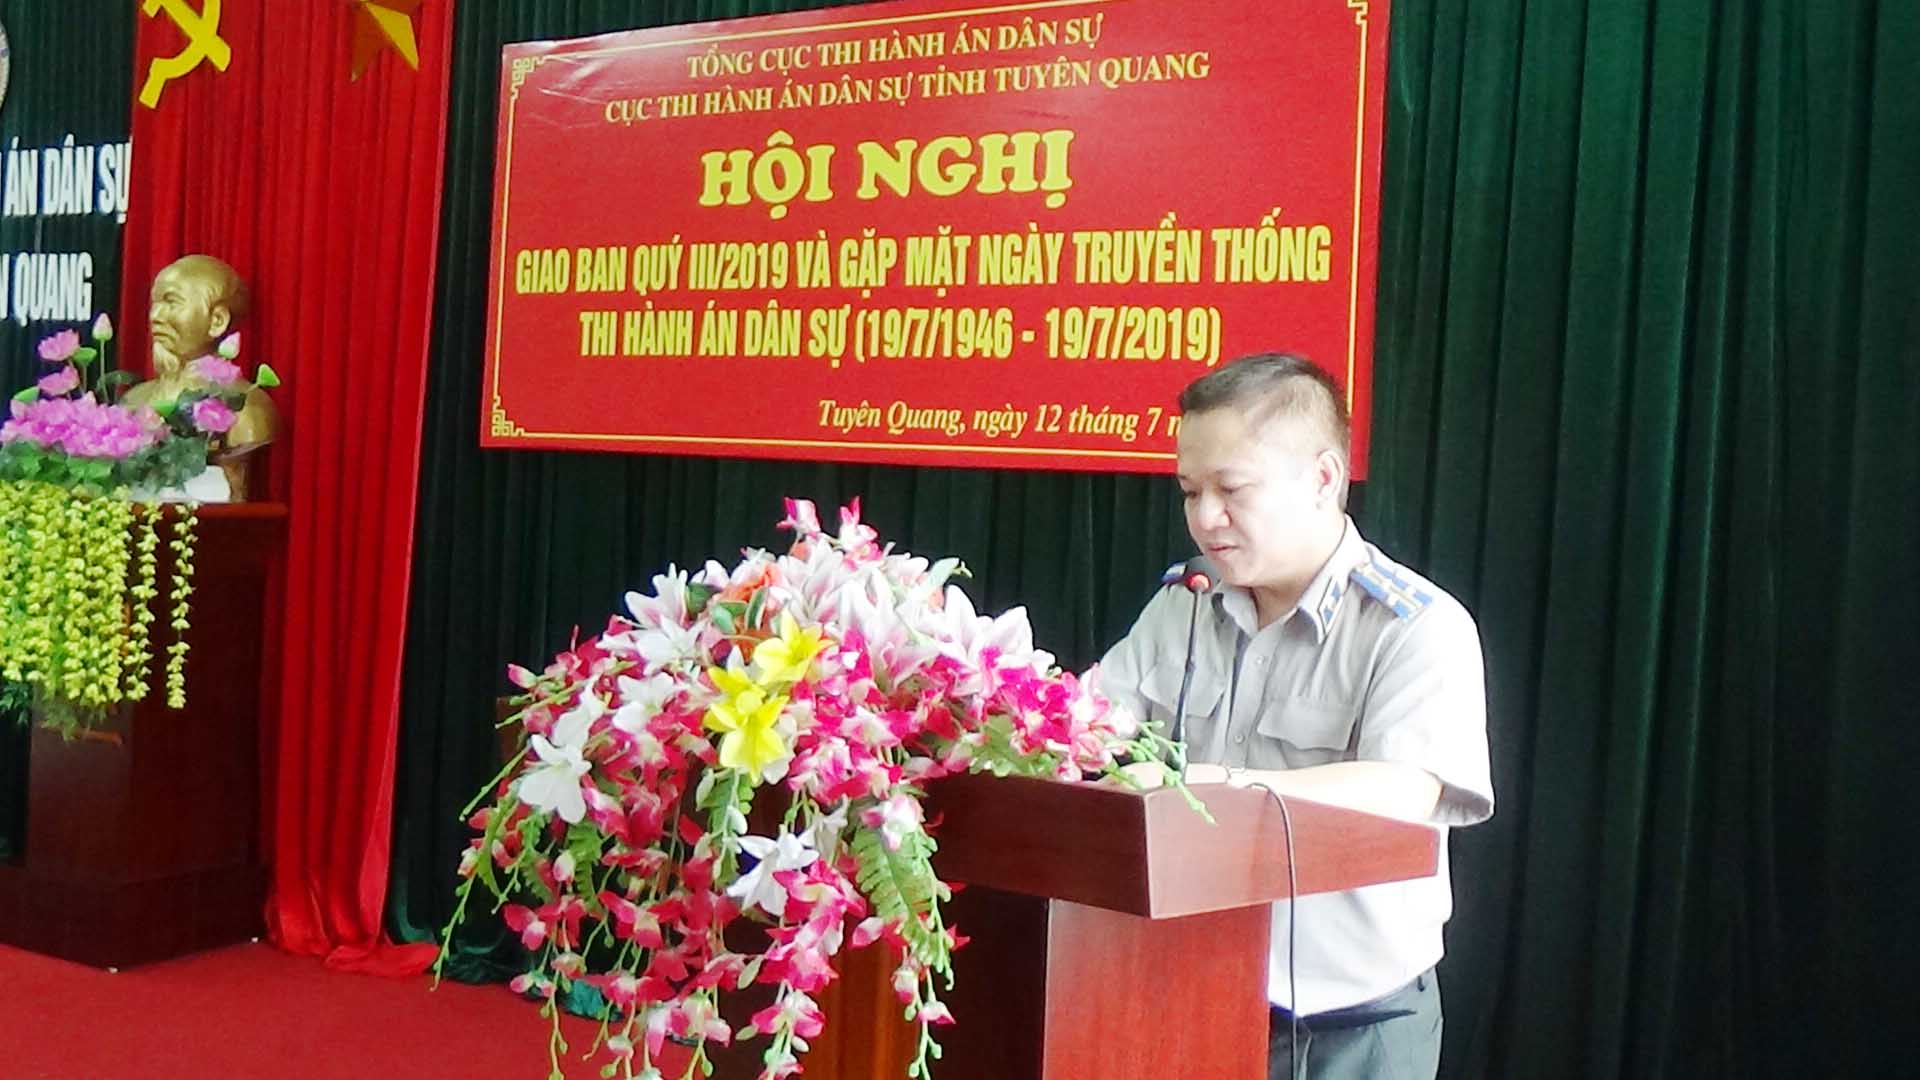 TỔNG CỤC THI HÀNH ÁN DÂN SỰ
CỤC THI HÀNH ÁN DÂN SỰ TỈNH TUYÊN QUANG
HỘI NGHỊ
GIAO BAN QUÝ III/2019 VÀ GẶP MẶT NGÀY TRUYỀN THỐNG
THI HÀNH ÁN DÂN SỰ (19/7/1946 - 19/7/2019)
Tuyên Quang, ngày 12 tháng 7
ÁN DÂN SỰ
QUANG